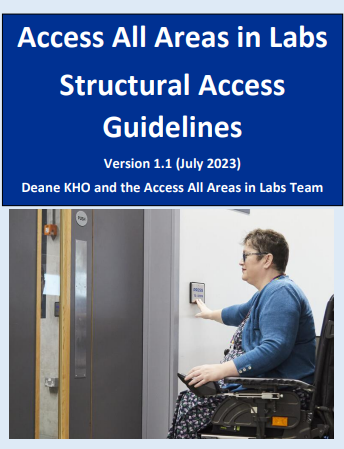 Access All Areas in Labs
Structural Access
Guidelines
Version 1.1 (July 2023)
Deane KHO and the Access All Areas in Labs Team